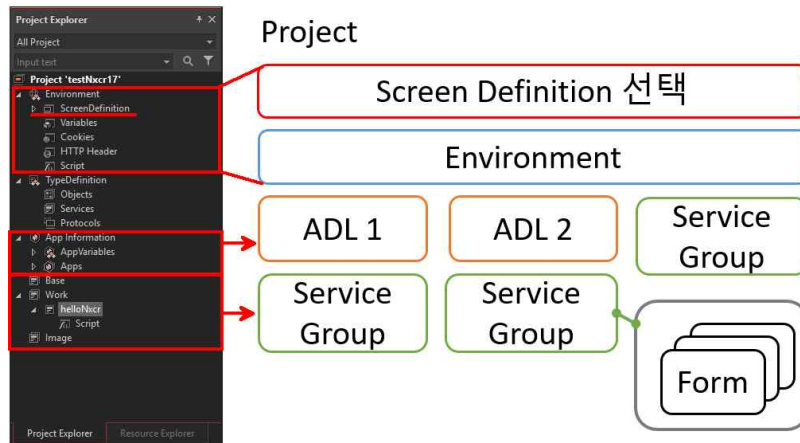 Project Explorer
All Project
Input text
Project 'testNxcr17'
Environment
ScreenDefinition
Variables
Cookies
HTTP Header
Script
TypeDefinition
Objects
Services
Protocols
App Information
AppVariables
Apps
Base
Work
helloNxcr
Script
Image
Project Explorer
Resource Explorer
Project
Screen Definition 선택
Environment
ADL 1
ADL 2
Service
Group
Service
Group
Service
Group
Form